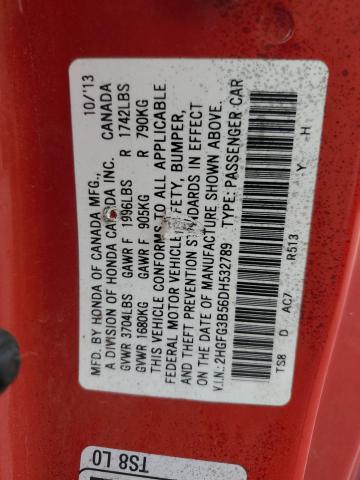 MFD. BY HONDA OF CANADA MFG., 10/'13
A DIVISION OF HONDA CANADA INC. CANADA
GVWR 3704LBS GAWR F 1996LBS R 1742LBS
GVWR 1680KG GAWR F 905KG R 790KG
THIS VEHICLE CONFORMS TO ALL APPLICABLE
FEDERAL MOTOR VEHICLE SAFETY, BUMPER,
AND THEFT PREVENTION STANDARDS IN EFFECT
ON THE DATE OF MANUFACTURE SHOWN ABOVE.
V.I.N.: 2HGFG3B56DH532789 TYPE: PASSENGER CAR
TS8 D AC7 R513 Y H
TS8 L0